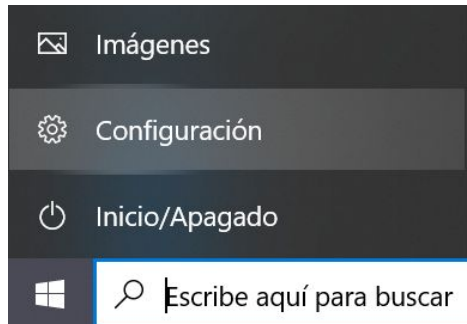 Imágenes
Configuración
Inicio/Apagado
Escribe aquí para buscar